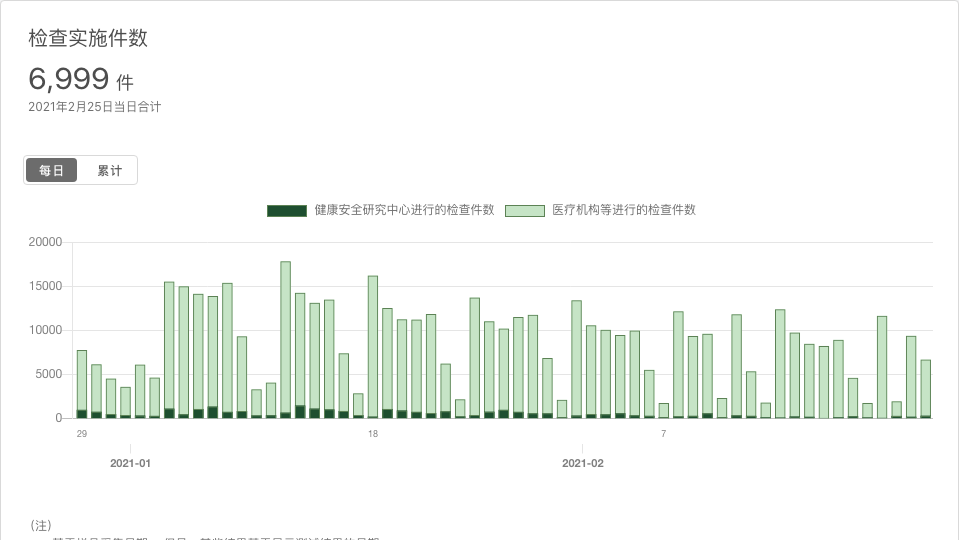 检查实施件数
6,999 件
2021年2月25日当日合计
每日 累计
健康安全研究中心进行的检查件数 医疗机构等进行的检查件数
20000
15000
10000
5000
0
29 18 7
2021-01 2021-02
(注)